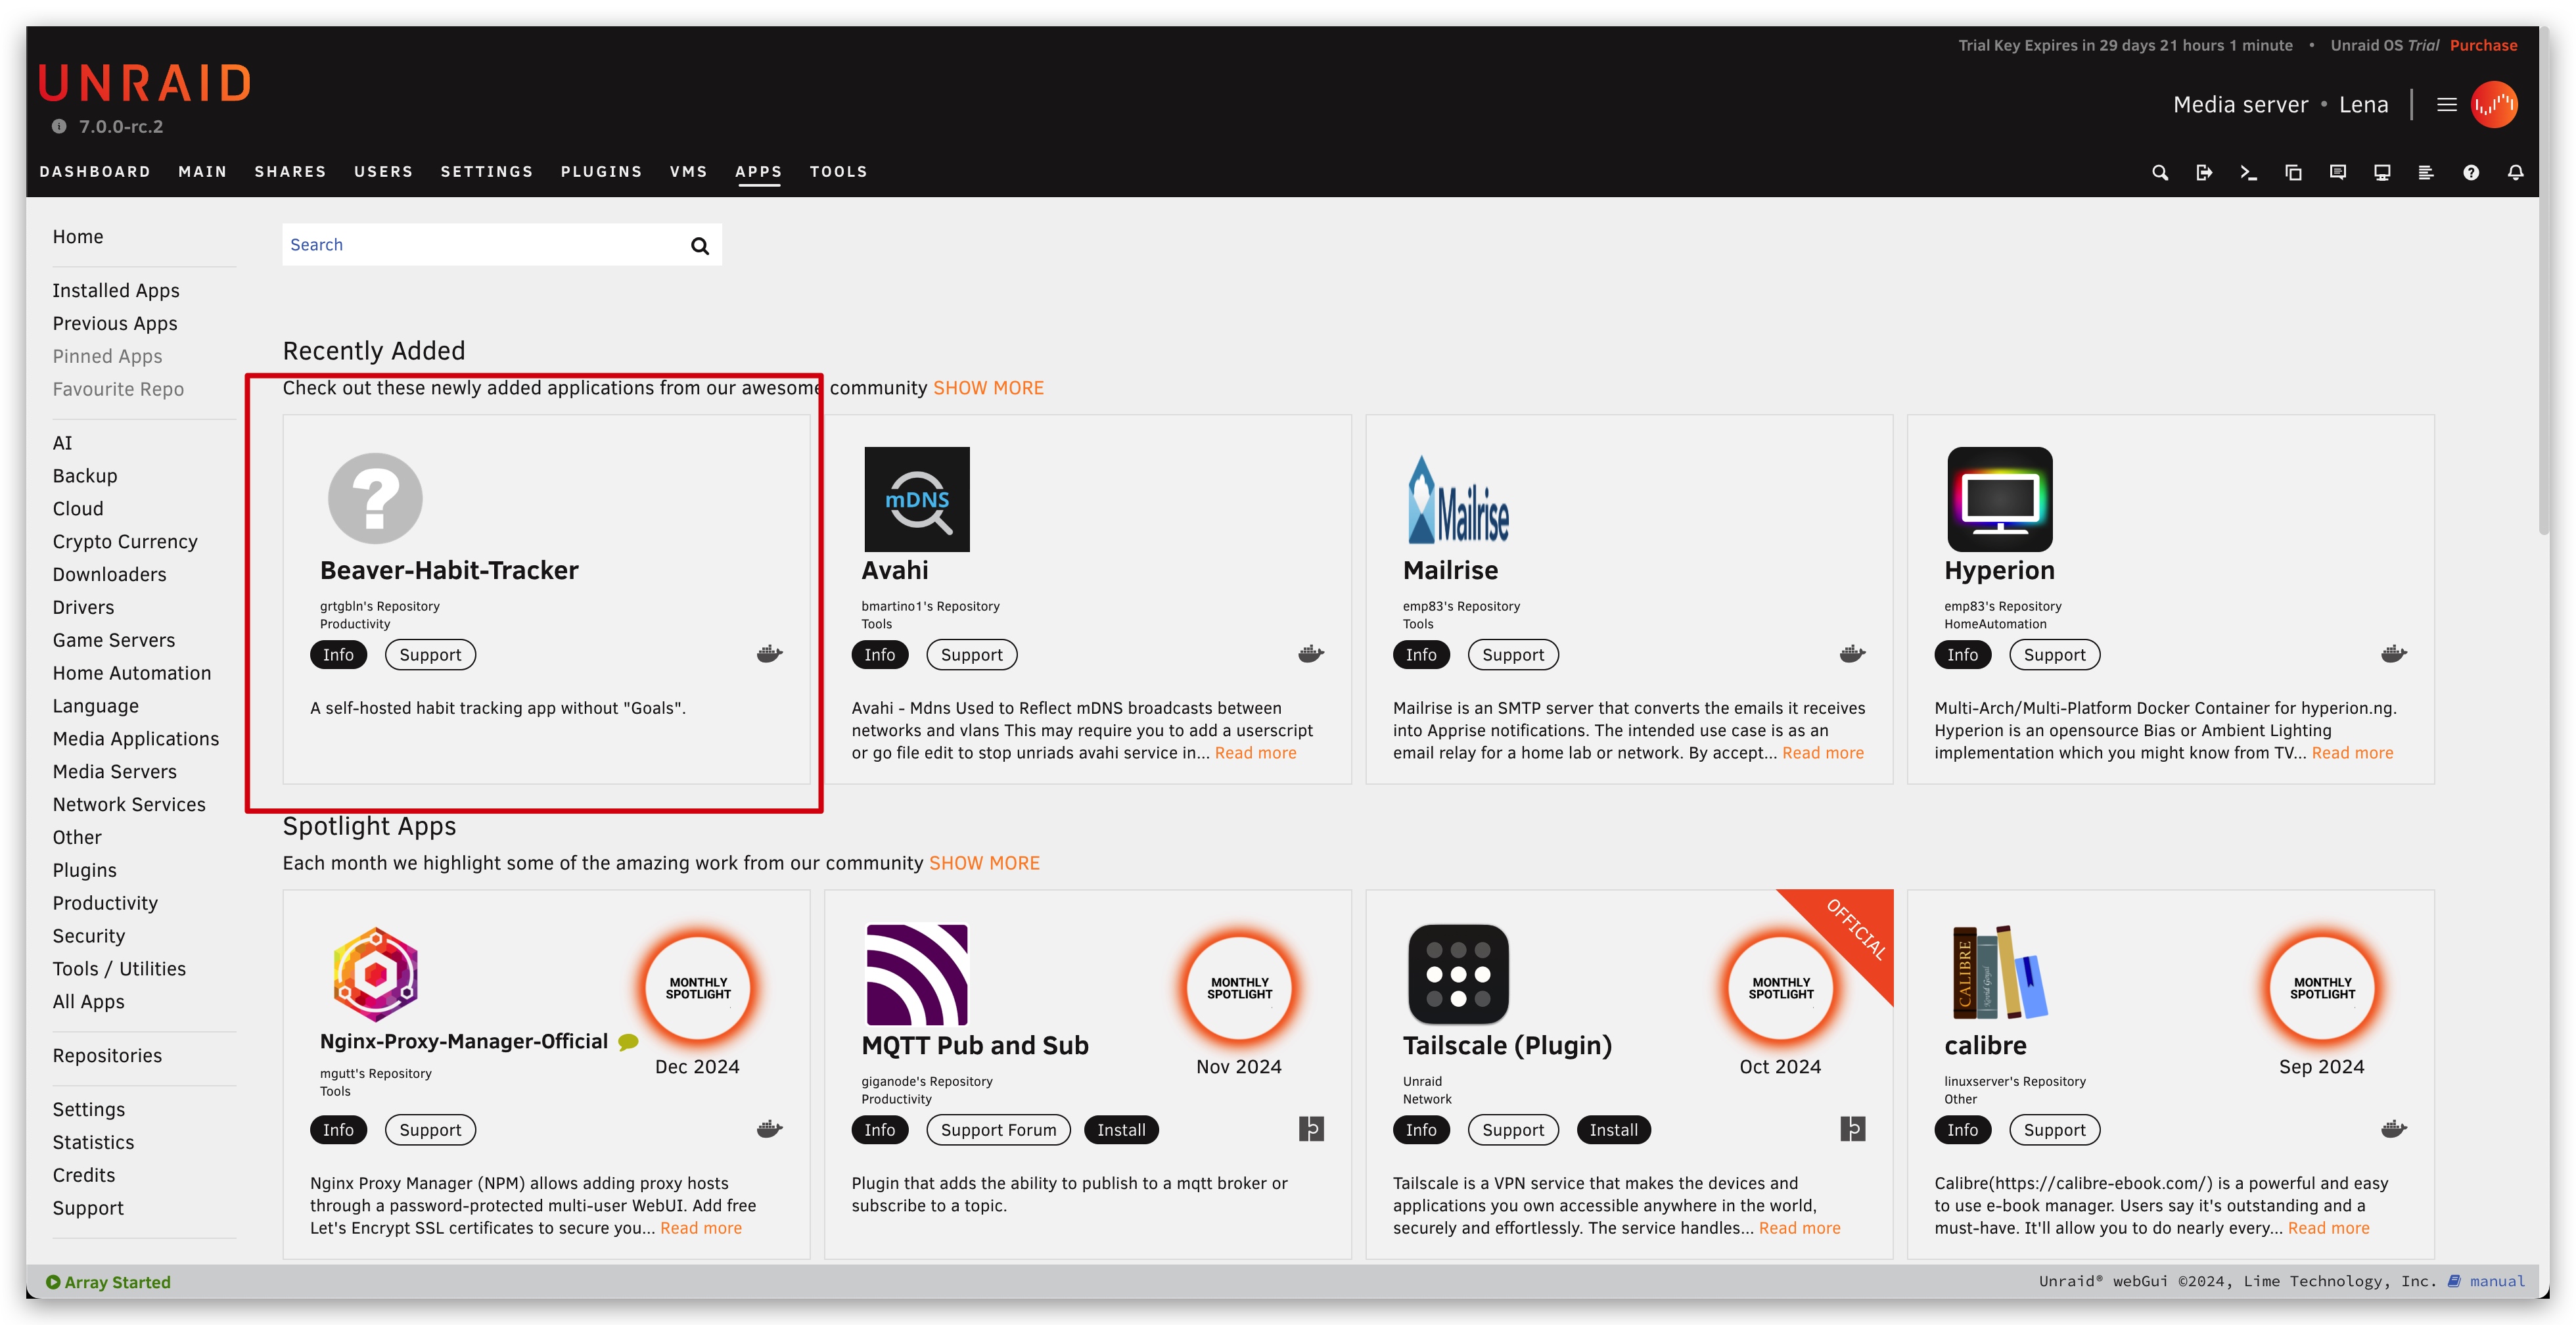 Trial Key Expires in 29 days 21 hours 1 minute • Unraid OS Trial Purchase
UNRAID
7.0.0-rc.2
Media server • Lena
DASHBOARD MAIN SHARES USERS SETTINGS PLUGINS VMS APPS TOOLS
Home
Installed Apps
Previous Apps
Pinned Apps
Favourite Repo
AI
Backup
Cloud
Crypto Currency
Downloaders
Drivers
Game Servers
Home Automation
Language
Media Applications
Media Servers
Network Services
Other
Plugins
Productivity
Security
Tools / Utilities
All Apps
Repositories
Settings
Statistics
Credits
Support
Search
Recently Added
Check out these newly added applications from our awesome community SHOW MORE
?
Beaver-Habit-Tracker
grtgbln's Repository
Productivity
Info Support
A self-hosted habit tracking app without "Goals".
mDNS
Avahi
bmartino1's Repository
Tools
Info Support
Avahi - Mdns Used to Reflect mDNS broadcasts between
networks and vlans This may require you to add a userscript
or go file edit to stop unriads avahi service in... Read more
Mailrise
Mailrise
emp83's Repository
Tools
Info Support
Mailrise is an SMTP server that converts the emails it receives
into Apprise notifications. The intended use case is as an
email relay for a home lab or network. By accept... Read more
Hyperion
emp83's Repository
HomeAutomation
Info Support
Multi-Arch/Multi-Platform Docker Container for hyperion.ng.
Hyperion is an opensource Bias or Ambient Lighting
implementation which you might know from TV... Read more
Spotlight Apps
Each month we highlight some of the amazing work from our community SHOW MORE
MONTHLY
SPOTLIGHT
Nginx-Proxy-Manager-Official
Dec 2024
mgutt's Repository
Tools
Info Support
Nginx Proxy Manager (NPM) allows adding proxy hosts
through a password-protected multi-user WebUI. Add free
Let's Encrypt SSL certificates to secure you... Read more
MONTHLY
SPOTLIGHT
MQTT Pub and Sub
Nov 2024
giganode's Repository
Productivity
Info Support Forum Install
Plugin that adds the ability to publish to a mqtt broker or
subscribe to a topic.
OFFICIAL
MONTHLY
SPOTLIGHT
Tailscale (Plugin)
Oct 2024
Unraid
Network
Info Support Install
Tailscale is a VPN service that makes the devices and
applications you own accessible anywhere in the world,
securely and effortlessly. The service handles... Read more
CALIBRE
MONTHLY
SPOTLIGHT
calibre
Sep 2024
linuxserver's Repository
Other
Info Support
Calibre(https://calibre-ebook.com/) is a powerful and easy
to use e-book manager. Users say it's outstanding and a
must-have. It'll allow you to do nearly every... Read more
Array Started
Unraid® webGui ©2024, Lime Technology, Inc. manual